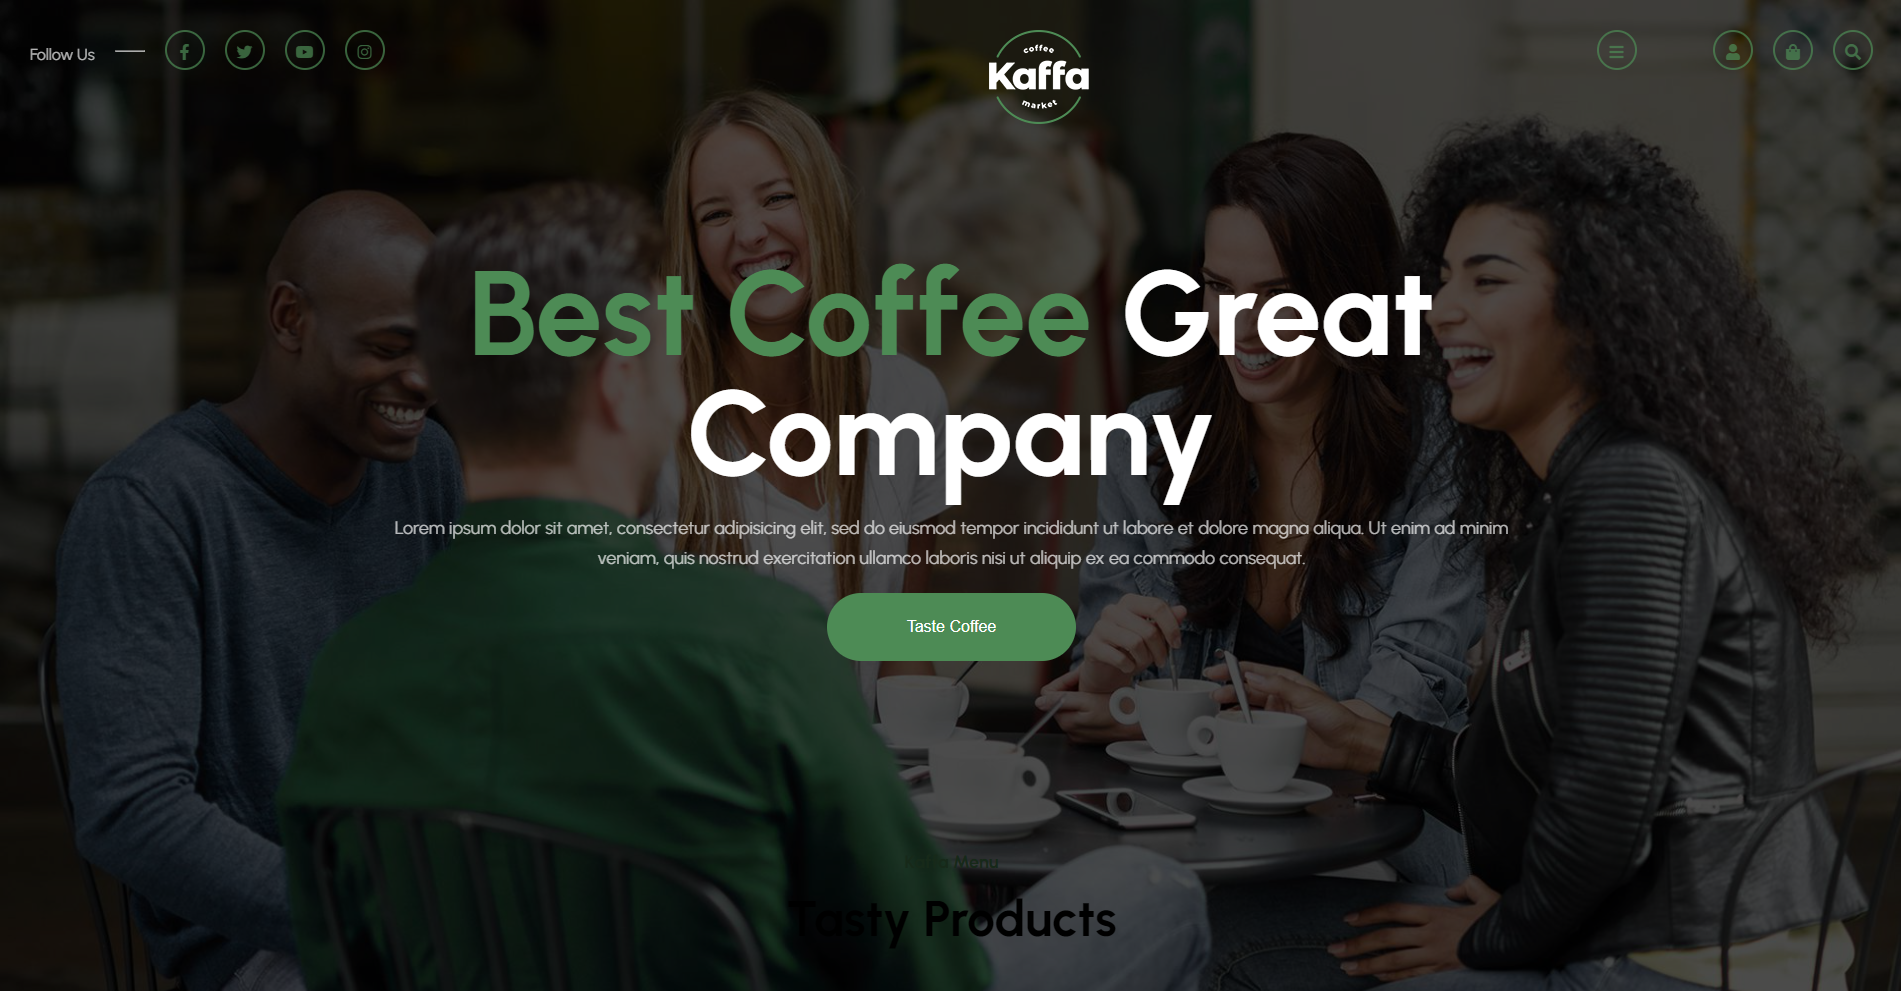 Follow Us
coffee
Kaffa
market
Best Coffee Great
Company
Lorem ipsum dolor sit amet, consectetur adipisicing elit, sed do eiusmod tempor incididunt ut labore et dolore magna aliqua. Ut enim ad minim
veniam, quis nostrud exercitation ullamco laboris nisi ut aliquip ex ea commodo consequat.
Taste Coffee
Menu
Tasty Products